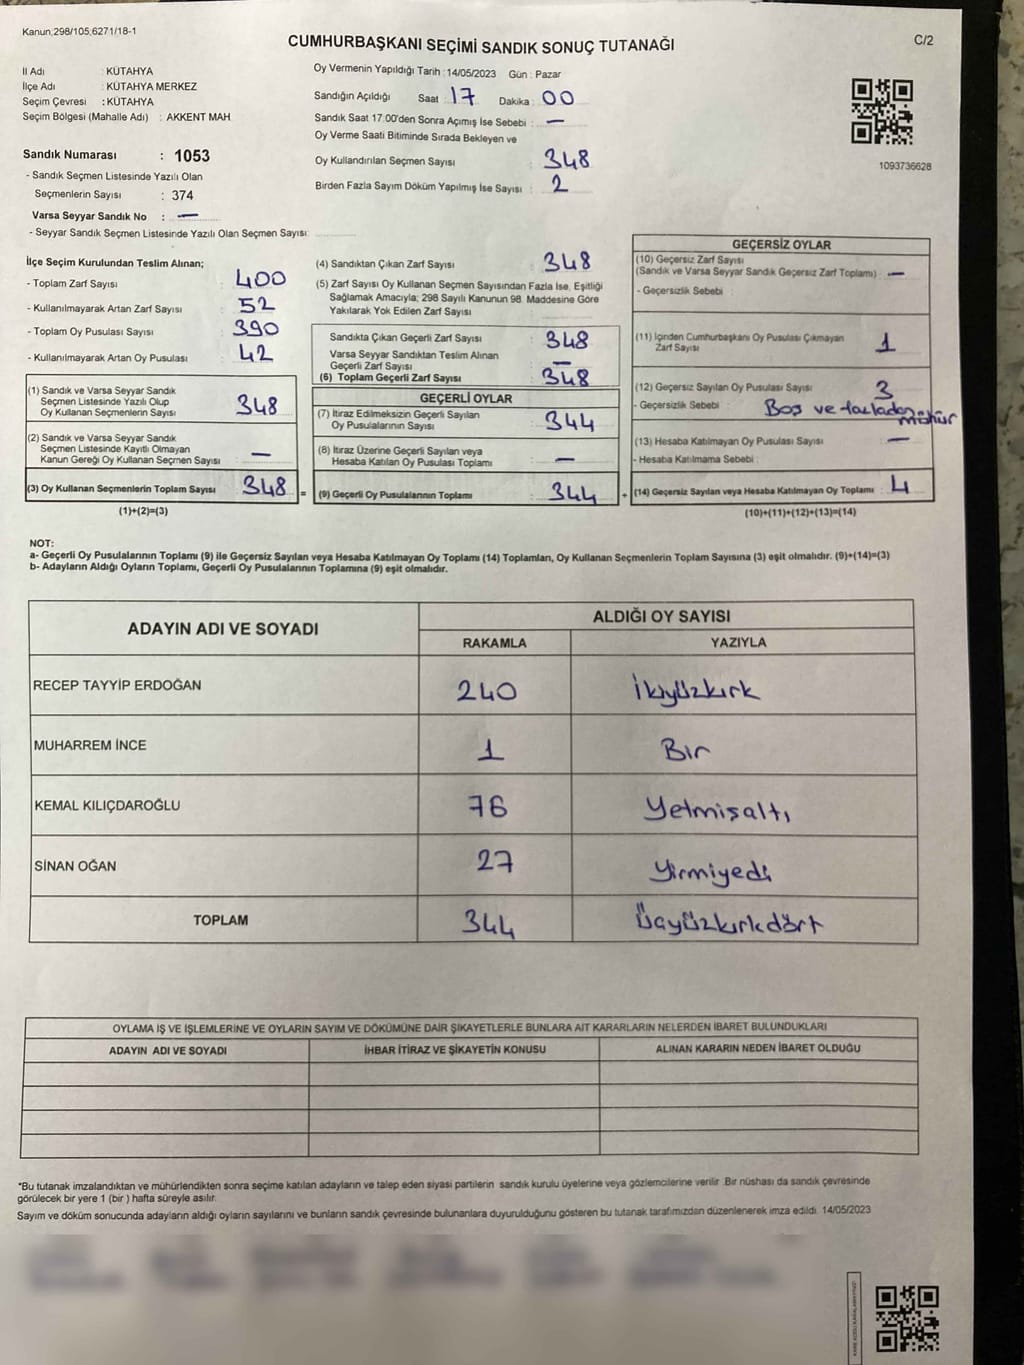 Kanun,298/105,6271/18-1
C/2
CUMHURBAŞKANI SEÇİMİ SANDIK SONUÇ TUTANAĞI
İl Adı : KÜTAHYA
İlçe Adı : KÜTAHYA MERKEZ
Seçim Çevresi : KÜTAHYA
Seçim Bölgesi (Mahalle Adı) : AKKENT MAH
Sandık Numarası : 1053
- Sandık Seçmen Listesinde Yazılı Olan
Seçmenlerin Sayısı : 374
Varsa Seyyar Sandık No : —
- Seyyar Sandık Seçmen Listesinde Yazılı Olan Seçmen Sayısı:
Oy Vermenin Yapıldığı Tarih : 14/05/2023 Gün : Pazar
Sandığın Açıldığı Saat : 17 Dakika : 00
Sandık Saat 17.00'den Sonra Açımış İse Sebebi : —
Oy Verme Saati Bitiminde Sırada Bekleyen ve
Oy Kullandırılan Seçmen Sayısı : 348
Birden Fazla Sayım Döküm Yapılmış İse Sayısı : 2
1093736628
İlçe Seçim Kurulundan Teslim Alınan;
- Toplam Zarf Sayısı : 400
- Kullanılmayarak Artan Zarf Sayısı : 52
- Toplam Oy Pusulası Sayısı : 390
- Kullanılmayarak Artan Oy Pusulası : 42
(1) Sandık ve Varsa Seyyar Sandık
Seçmen Listesinde Yazılı Olup
Oy Kullanan Seçmenlerin Sayısı : 348
(2) Sandık ve Varsa Seyyar Sandık
Seçmen Listesinde Kayıtlı Olmayan
Kanun Gereği Oy Kullanan Seçmen Sayısı : —
(3) Oy Kullanan Seçmenlerin Toplam Sayısı : 348 =
(1)+(2)=(3)
(4) Sandıktan Çıkan Zarf Sayısı : 348
(5) Zarf Sayısı Oy Kullanan Seçmen Sayısından Fazla İse, Eşitliği
Sağlamak Amacıyla; 298 Sayılı Kanunun 98. Maddesine Göre
Yakılarak Yok Edilen Zarf Sayısı :
Sandıkta Çıkan Geçerli Zarf Sayısı : 348
Varsa Seyyar Sandıktan Teslim Alınan
Geçerli Zarf Sayısı : —
(6) Toplam Geçerli Zarf Sayısı : 348
GEÇERLİ OYLAR
(7) İtiraz Edilmeksizin Geçerli Sayılan
Oy Pusulalarının Sayısı : 344
(8) İtiraz Üzerine Geçerli Sayılan veya
Hesaba Katılan Oy Pusulası Toplamı : —
(9) Geçerli Oy Pusulalarının Toplamı : 344 +
GEÇERSİZ OYLAR
(10) Geçersiz Zarf Sayısı
(Sandık ve Varsa Seyyar Sandık Geçersiz Zarf Toplamı) : —
- Geçersizlik Sebebi :
(11) İçinden Cumhurbaşkanı Oy Pusulası Çıkmayan
Zarf Sayısı : 1
(12) Geçersiz Sayılan Oy Pusulası Sayısı : 3
- Geçersizlik Sebebi : Boş ve fazladan
mühür
(13) Hesaba Katılmayan Oy Pusulası Sayısı : —
- Hesaba Katılmama Sebebi :
(14) Geçersiz Sayılan veya Hesaba Katılmayan Oy Toplamı : 4
(10)+(11)+(12)+(13)=(14)
NOT:
a- Geçerli Oy Pusulalarının Toplamı (9) ile Geçersiz Sayılan veya Hesaba Katılmayan Oy Toplamı (14) Toplamları, Oy Kullanan Seçmenlerin Toplam Sayısına (3) eşit olmalıdır. (9)+(14)=(3)
b- Adayların Aldığı Oyların Toplamı, Geçerli Oy Pusulalarının Toplamına (9) eşit olmalıdır.
ADAYIN ADI VE SOYADI ALDIĞI OY SAYISI
RAKAMLA YAZIYLA
RECEP TAYYİP ERDOĞAN 240 İkiyüzkırk
MUHARREM İNCE 1 Bir
KEMAL KILIÇDAROĞLU 76 Yetmişaltı
SİNAN OĞAN 27 Yirmiyedi
TOPLAM 344 Üçyüzkırkdört
OYLAMA İŞ VE İŞLEMLERİNE VE OYLARIN SAYIM VE DÖKÜMÜNE DAİR ŞİKAYETLERLE BUNLARA AİT KARARLARIN NELERDEN İBARET BULUNDUKLARI
ADAYIN ADI VE SOYADI İHBAR İTİRAZ VE ŞİKAYETİN KONUSU ALINAN KARARIN NEDEN İBARET OLDUĞU
*Bu tutanak imzalandıktan ve mühürlendikten sonra seçime katılan adayların ve talep eden siyasi partilerin sandık kurulu üyelerine veya gözlemcilerine verilir .Bir nüshası da sandık çevresinde
görülecek bir yere 1 (bir ) hafta süreyle asılır.
Sayım ve döküm sonucunda adayların aldığı oyların sayılarını ve bunların sandık çevresinde bulunanlara duyurulduğunu gösteren bu tutanak tarafımızdan düzenlenerek imza edildi. 14/05/2023